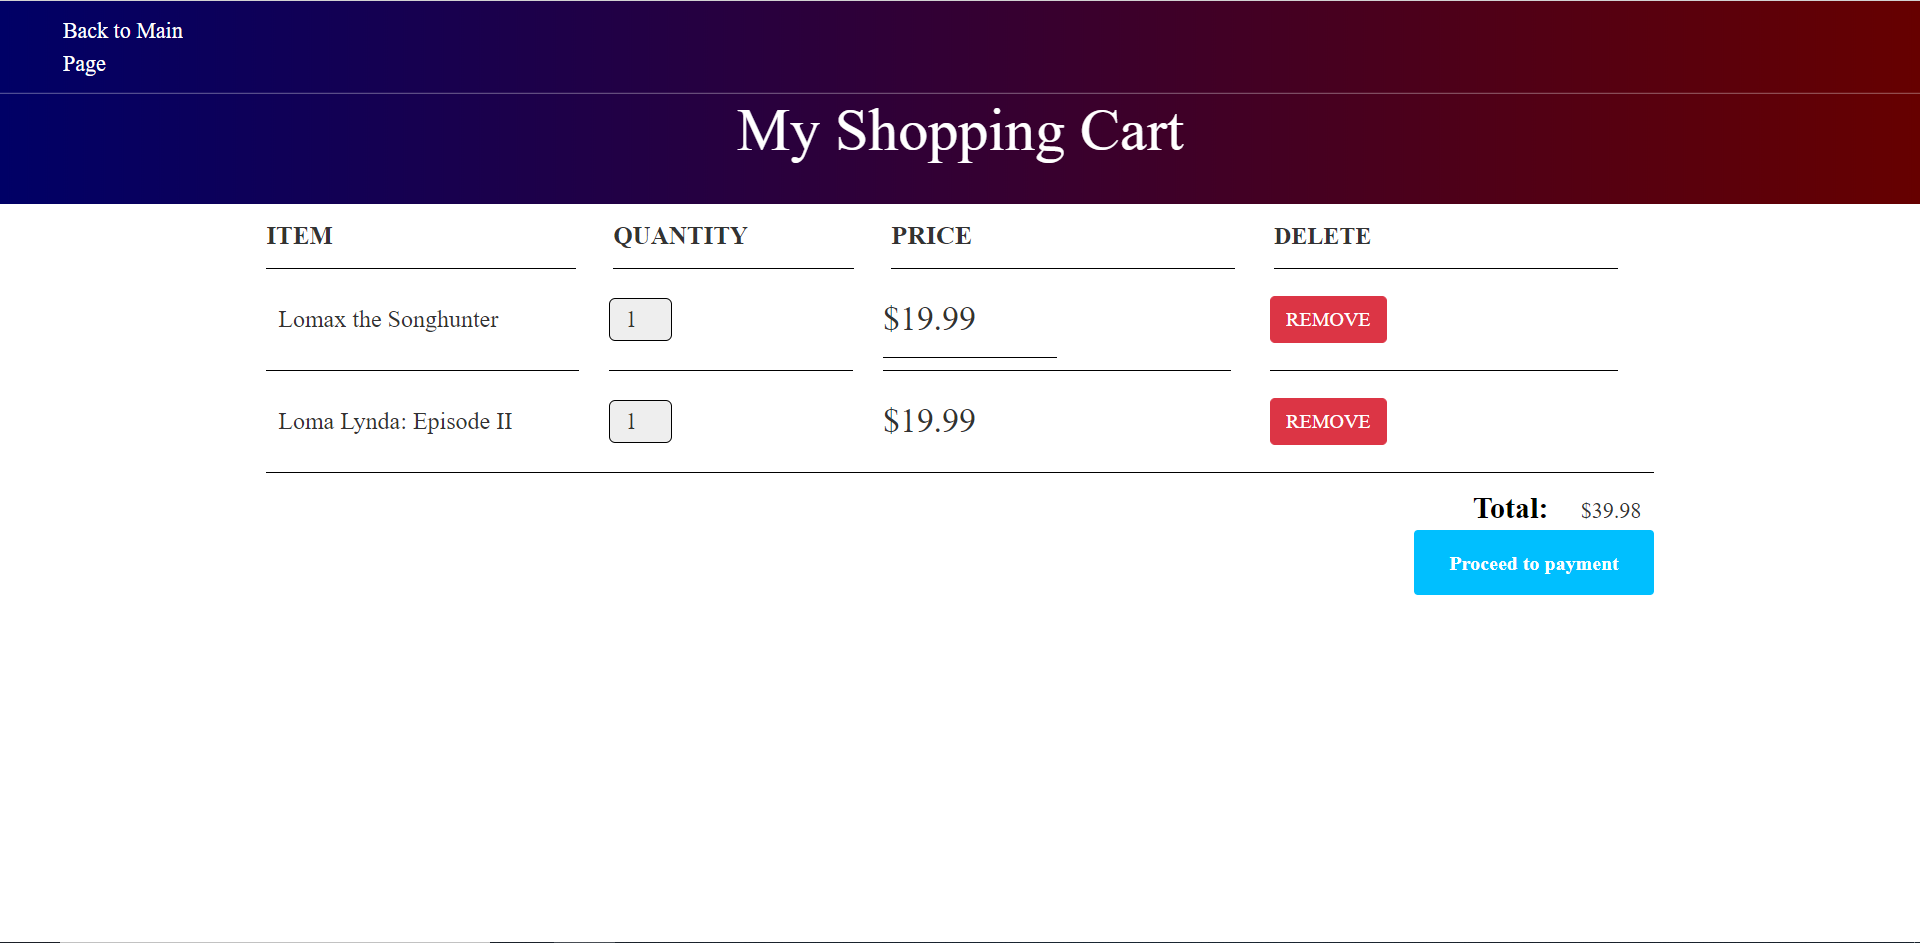 Back to Main
Page
My Shopping Cart
ITEM QUANTITY PRICE DELETE
Lomax the Songhunter 1 $19.99 REMOVE
Loma Lynda: Episode II 1 $19.99 REMOVE
Total: $39.98
Proceed to payment